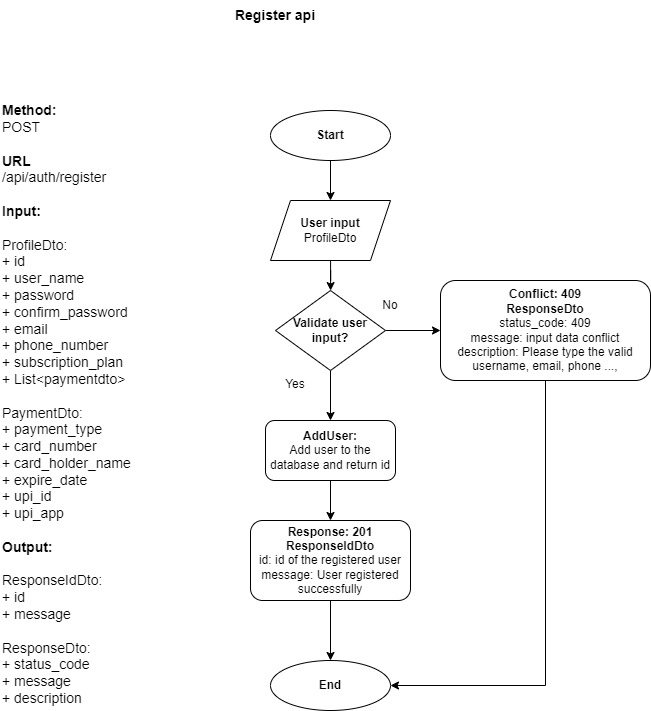 Register api
Method:
POST
URL
/api/auth/register
Input:
ProfileDto:
+ id
+ user_name
+ password
+ confirm_password
+ email
+ phone_number
+ subscription_plan
+ List<paymentdto>
PaymentDto:
+ payment_type
+ card_number
+ card_holder_name
+ expire_date
+ upi_id
+ upi_app
Output:
ResponseIdDto:
+ id
+ message
ResponseDto:
+ status_code
+ message
+ description
Start
User input
ProfileDto
Validate user
input?
No
Yes
Conflict: 409
ResponseDto
status_code: 409
message: input data conflict
description: Please type the valid
username, email, phone ...,
AddUser:
Add user to the
database and return id
Response: 201
ResponseIdDto
id: id of the registered user
message: User registered
successfully
End